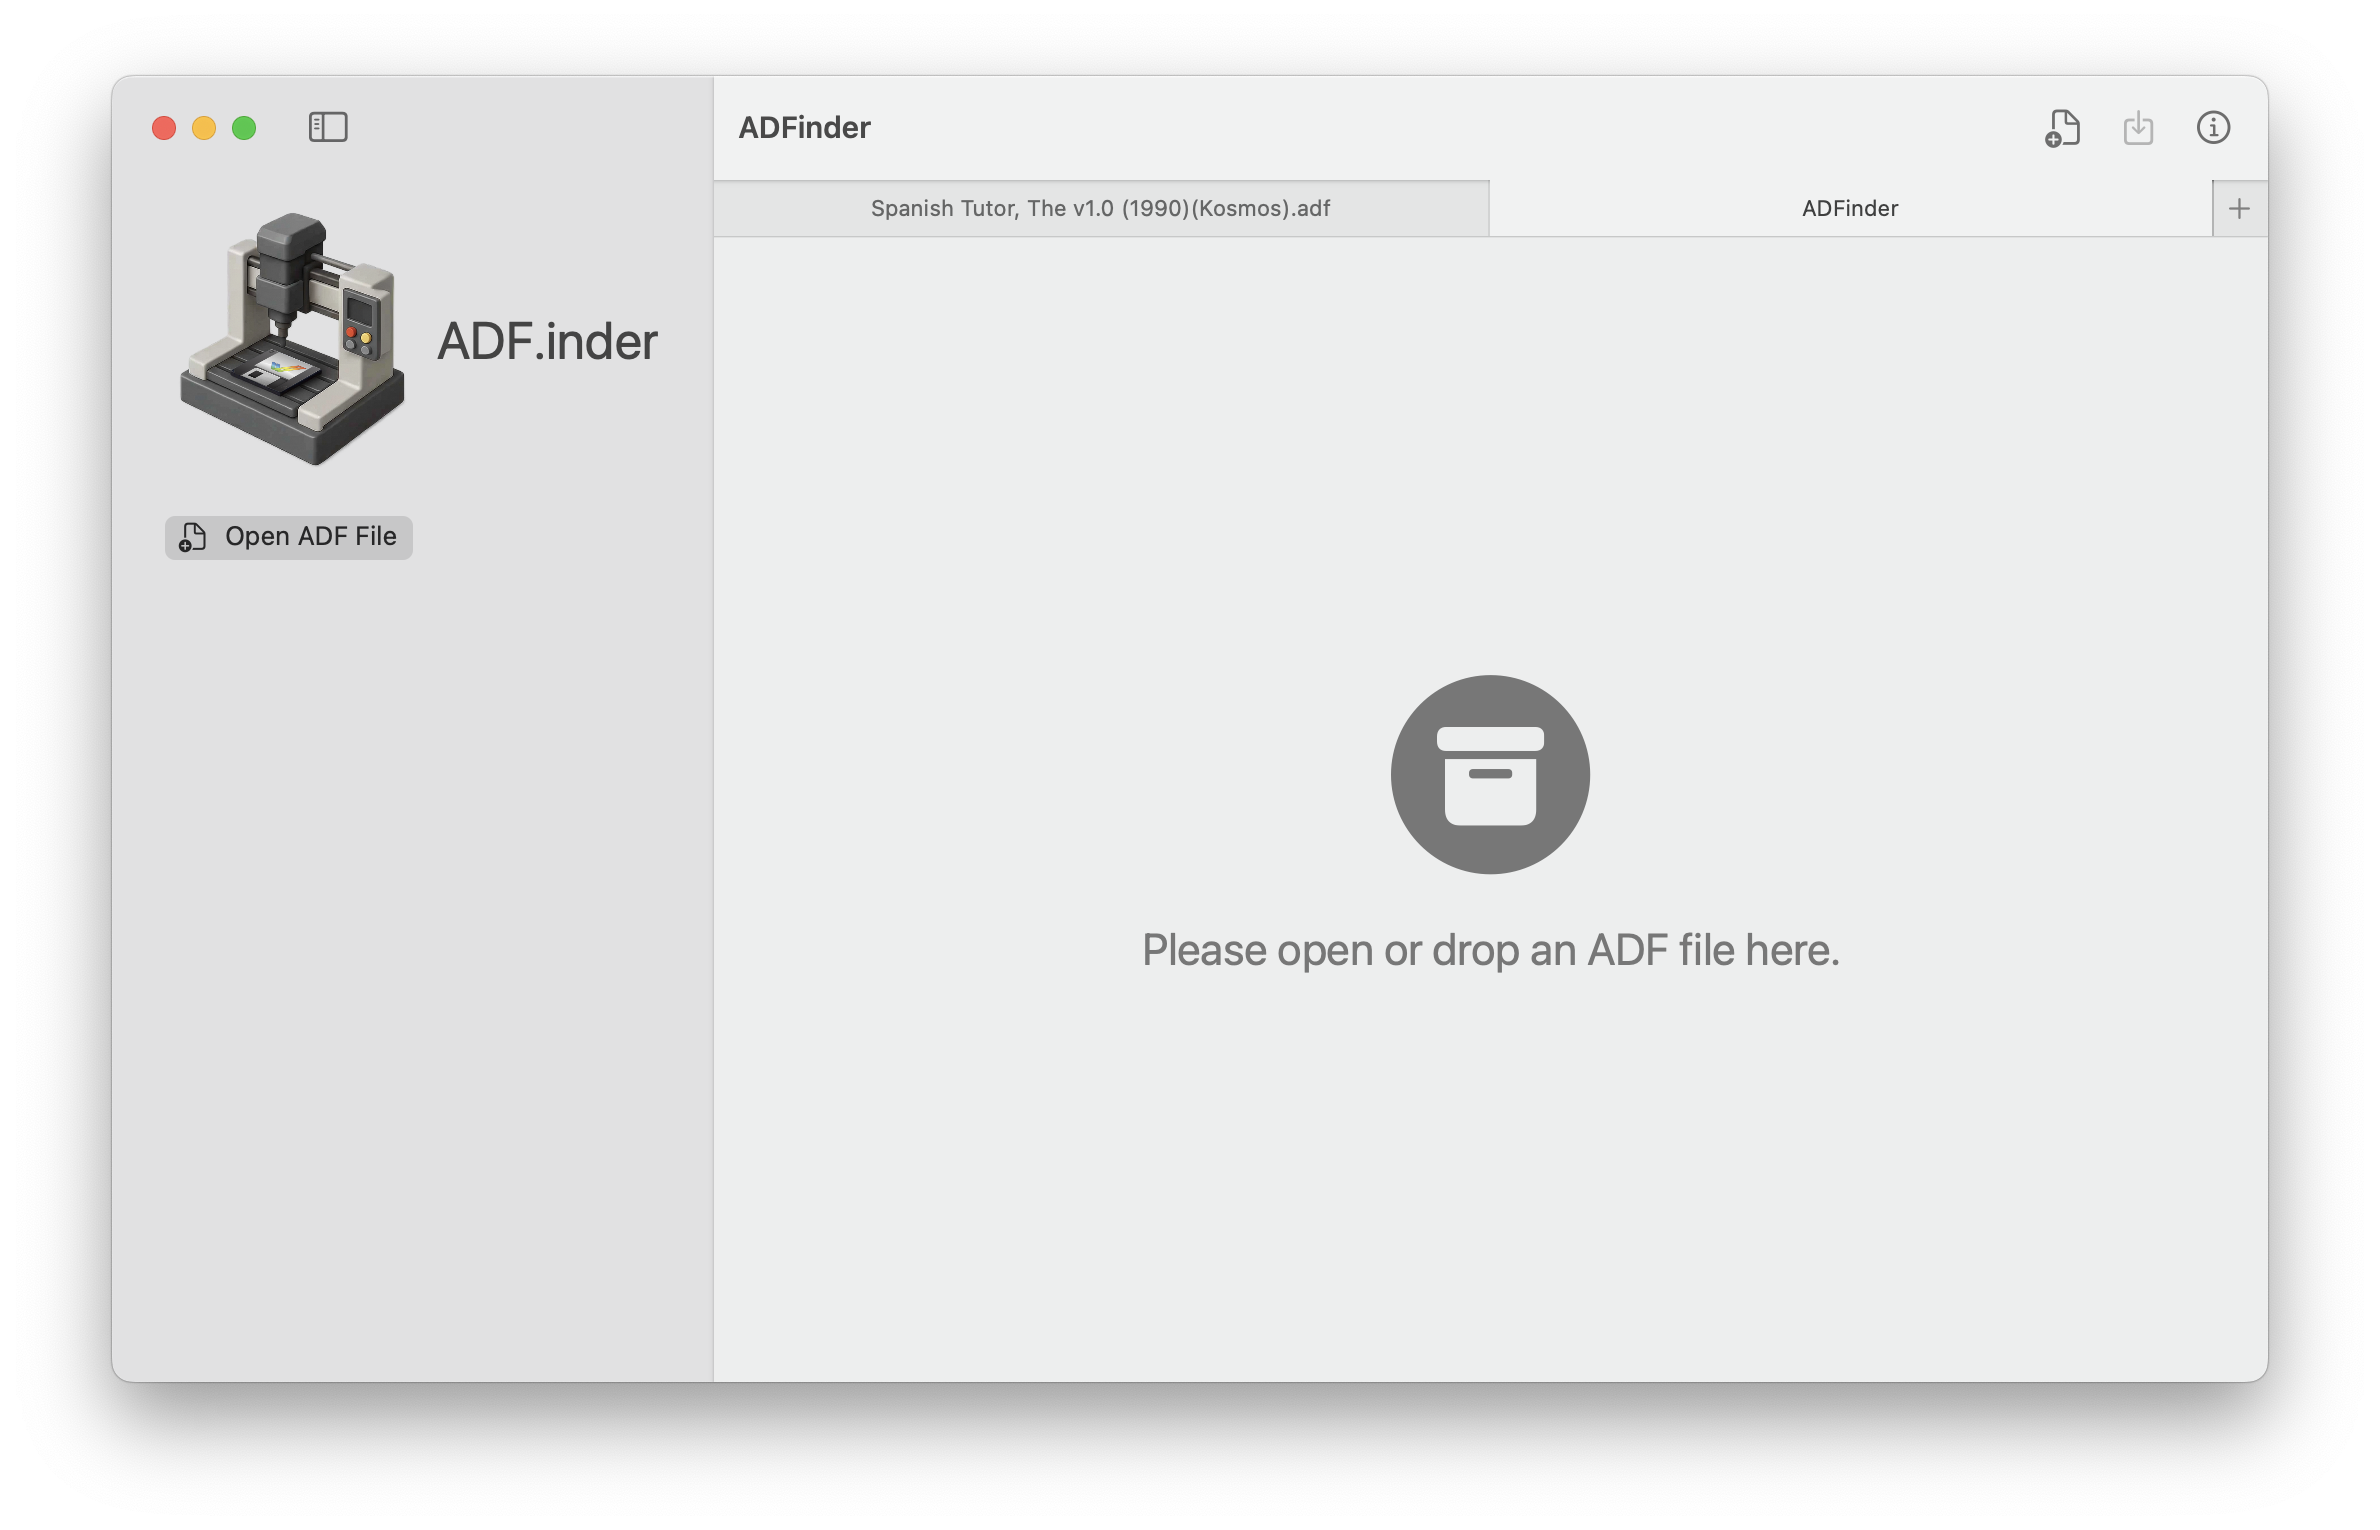 ADFinder
Spanish Tutor, The v1.0 (1990)(Kosmos).adf
ADFinder
ADF.inder
Open ADF File
Please open or drop an ADF file here.